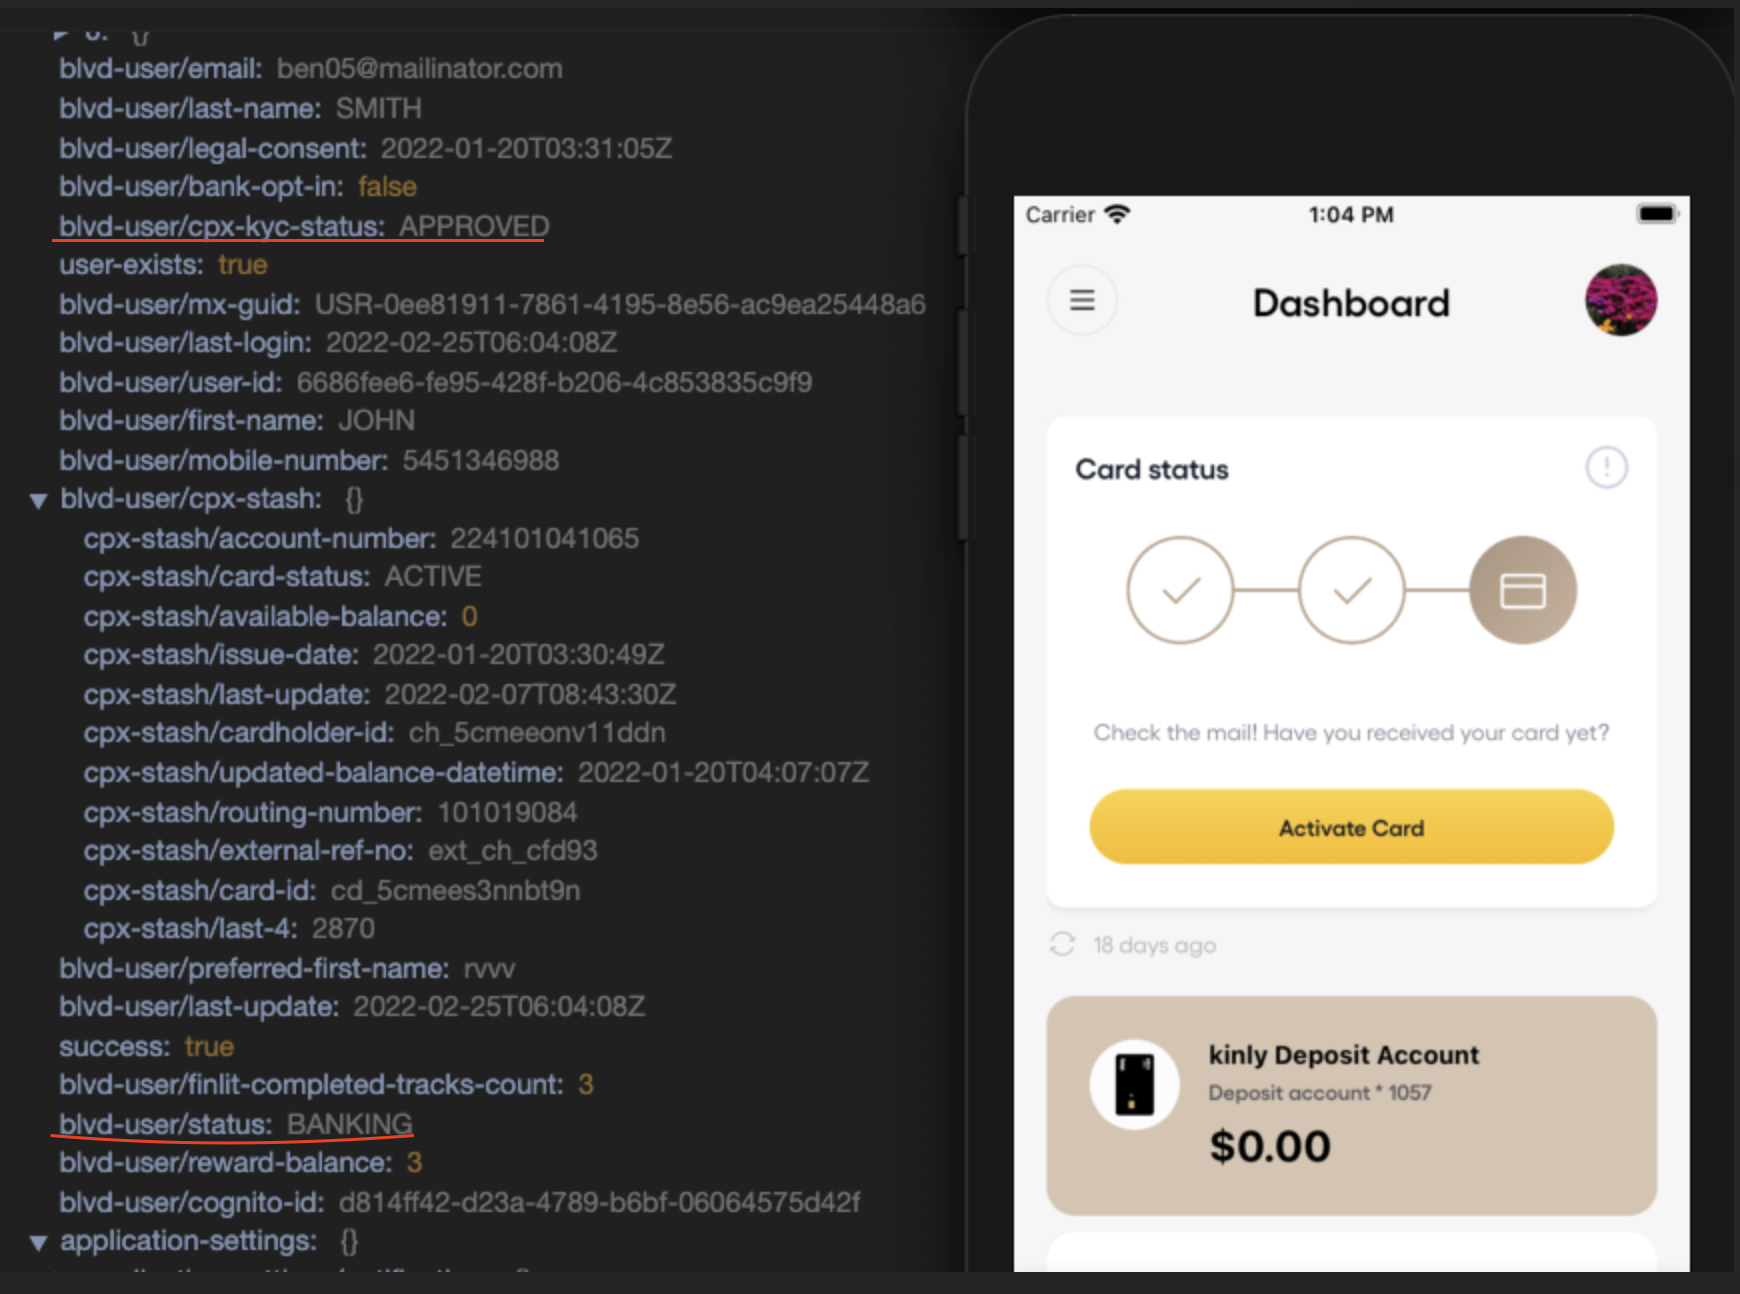 blvd-user/email: ben05@mailinator.com
blvd-user/last-name: SMITH
blvd-user/legal-consent: 2022-01-20T03:31:05Z
blvd-user/bank-opt-in: false
blvd-user/cpx-kyc-status: APPROVED
user-exists: true
blvd-user/mx-guid: USR-0ee81911-7861-4195-8e56-ac9ea25448a6
blvd-user/last-login: 2022-02-25T06:04:08Z
blvd-user/user-id: 6686fee6-fe95-428f-b206-4c853835c9f9
blvd-user/first-name: JOHN
blvd-user/mobile-number: 5451346988
▼ blvd-user/cpx-stash: {}
cpx-stash/account-number: 224101041065
cpx-stash/card-status: ACTIVE
cpx-stash/available-balance: 0
cpx-stash/issue-date: 2022-01-20T03:30:49Z
cpx-stash/last-update: 2022-02-07T08:43:30Z
cpx-stash/cardholder-id: ch_5cmeeonv11ddn
cpx-stash/updated-balance-datetime: 2022-01-20T04:07:07Z
cpx-stash/routing-number: 101019084
cpx-stash/external-ref-no: ext_ch_cfd93
cpx-stash/card-id: cd_5cmees3nnbt9n
cpx-stash/last-4: 2870
blvd-user/preferred-first-name: rvvv
blvd-user/last-update: 2022-02-25T06:04:08Z
success: true
blvd-user/finlit-completed-tracks-count: 3
blvd-user/status: BANKING
blvd-user/reward-balance: 3
blvd-user/cognito-id: d814ff42-d23a-4789-b6bf-06064575d42f
▼ application-settings: {}
Carrier 1:04 PM
Dashboard
Card status
Check the mail! Have you received your card yet?
Activate Card
18 days ago
kinly Deposit Account
Deposit account * 1057
$0.00